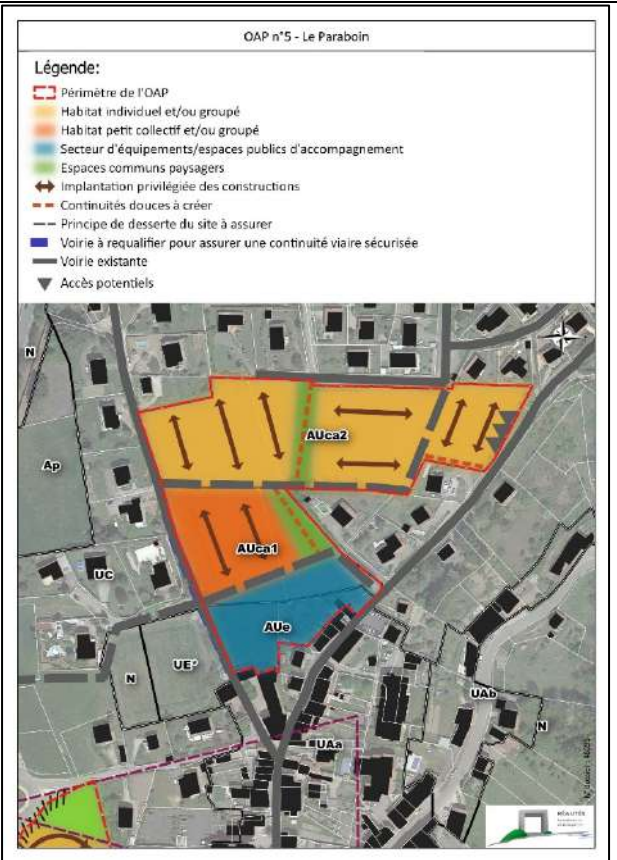 OAP n°5 - Le Paraboin
Légende:
Périmètre de l'OAP
Habitat individuel et/ou groupé
Habitat petit collectif et/ou groupé
Secteur d'équipements/espaces publics d'accompagnement
Espaces communs paysagers
Implantation privilégiée des constructions
Continuités douces à créer
Principe de desserte du site à assurer
Voirie à requalifier pour assurer une continuité viaire sécurisée
Voirie existante
Accès potentiels
N
AUca2
Ap
AUca1
UC
AUe
UE*
N
UAb
N
UAa
RÉALITÉS